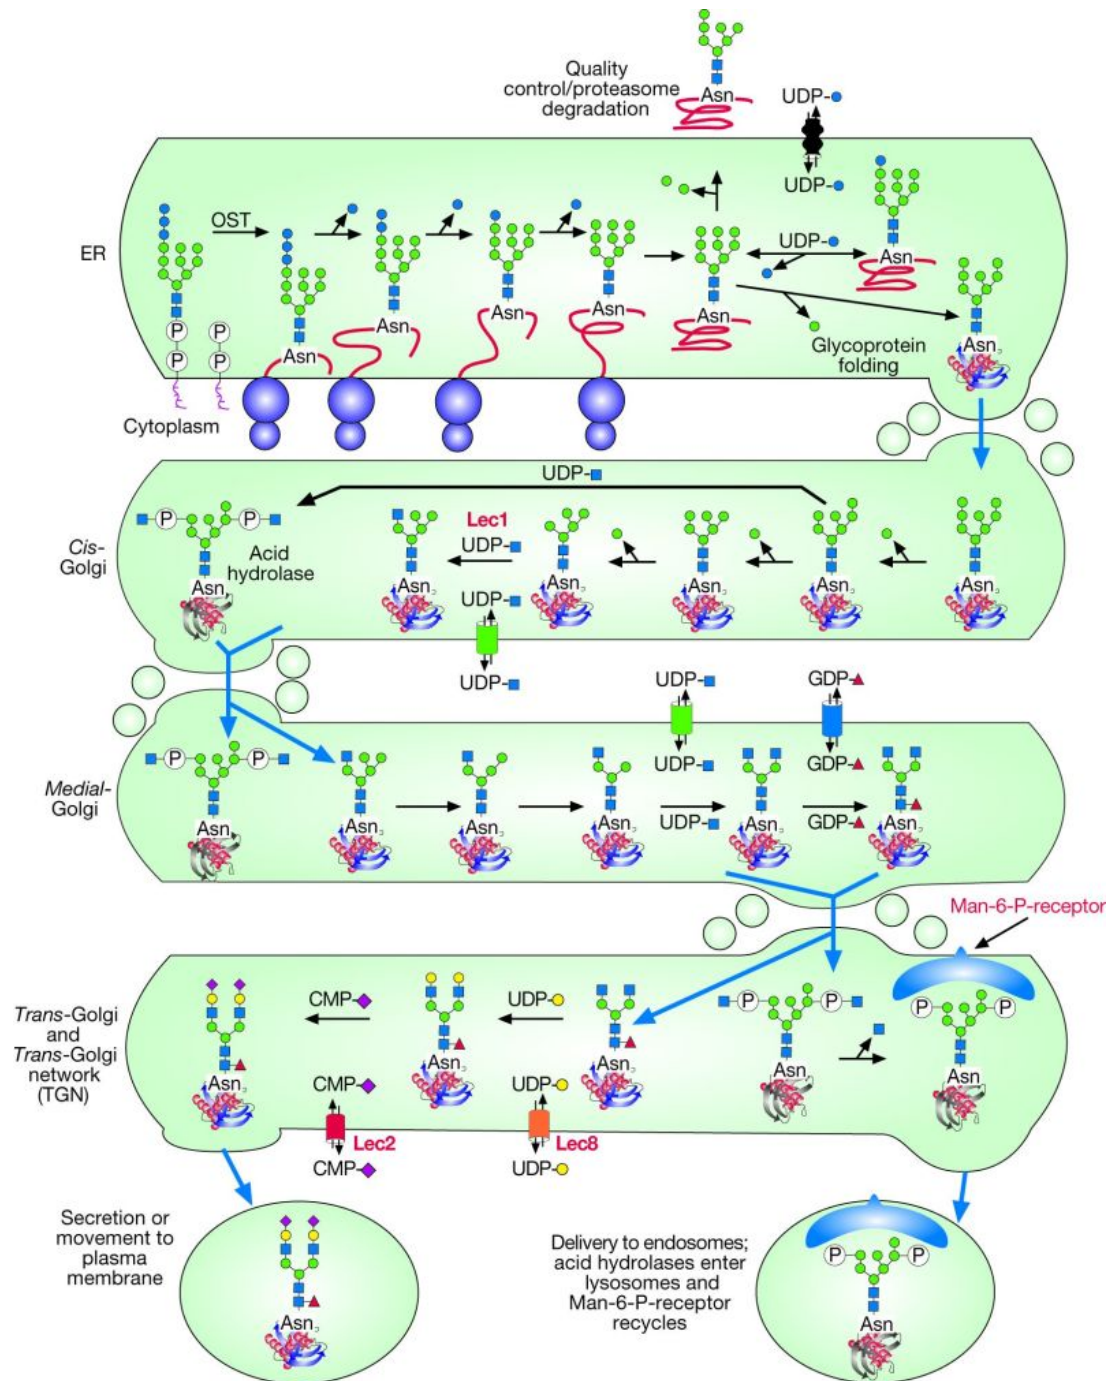 Quality
control/proteasome
degradation
Asn
UDP-
UDP-
ER
OST
UDP-
Asn
Asn
Asn
Asn
Asn
Asn
Asn
P
P
P
P
Glycoprotein
folding
Asn
Cytoplasm
UDP-
Cis-
Golgi
P
P
Acid
hydrolase
Lec1
UDP-
Asn
Asn
Asn
Asn
Asn
Asn
UDP-
UDP-
UDP-
GDP-
UDP-
GDP-
Medial-
Golgi
P
P
Asn
Asn
Asn
Asn
UDP-
Asn
GDP-
Asn
Man-6-P-receptor
Trans-Golgi
and
Trans-Golgi
network
(TGN)
CMP-
UDP-
P
P
P
P
Asn
Asn
Asn
Asn
Asn
CMP-
UDP-
Lec2
Lec8
CMP-
UDP-
Secretion or
movement to
plasma
membrane
Asn
Delivery to endosomes;
acid hydrolases enter
lysosomes and
Man-6-P-receptor
recycles
P
P
Asn